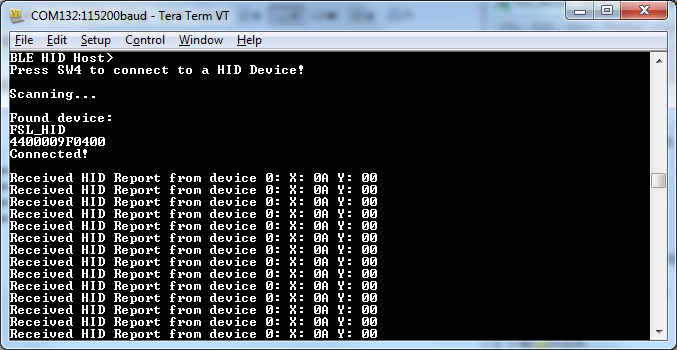 COM132:115200baud - Tera Term VT
File Edit Setup Control Window Help
BLE HID Host>
Press SW4 to connect to a HID Device!
Scanning...
Found device:
FSL_HID
4400009F0400
Connected!
Received HID Report from device 0: X: 0A Y: 00
Received HID Report from device 0: X: 0A Y: 00
Received HID Report from device 0: X: 0A Y: 00
Received HID Report from device 0: X: 0A Y: 00
Received HID Report from device 0: X: 0A Y: 00
Received HID Report from device 0: X: 0A Y: 00
Received HID Report from device 0: X: 0A Y: 00
Received HID Report from device 0: X: 0A Y: 00
Received HID Report from device 0: X: 0A Y: 00
Received HID Report from device 0: X: 0A Y: 00
Received HID Report from device 0: X: 0A Y: 00
Received HID Report from device 0: X: 0A Y: 00
Received HID Report from device 0: X: 0A Y: 00
Received HID Report from device 0: X: 0A Y: 00